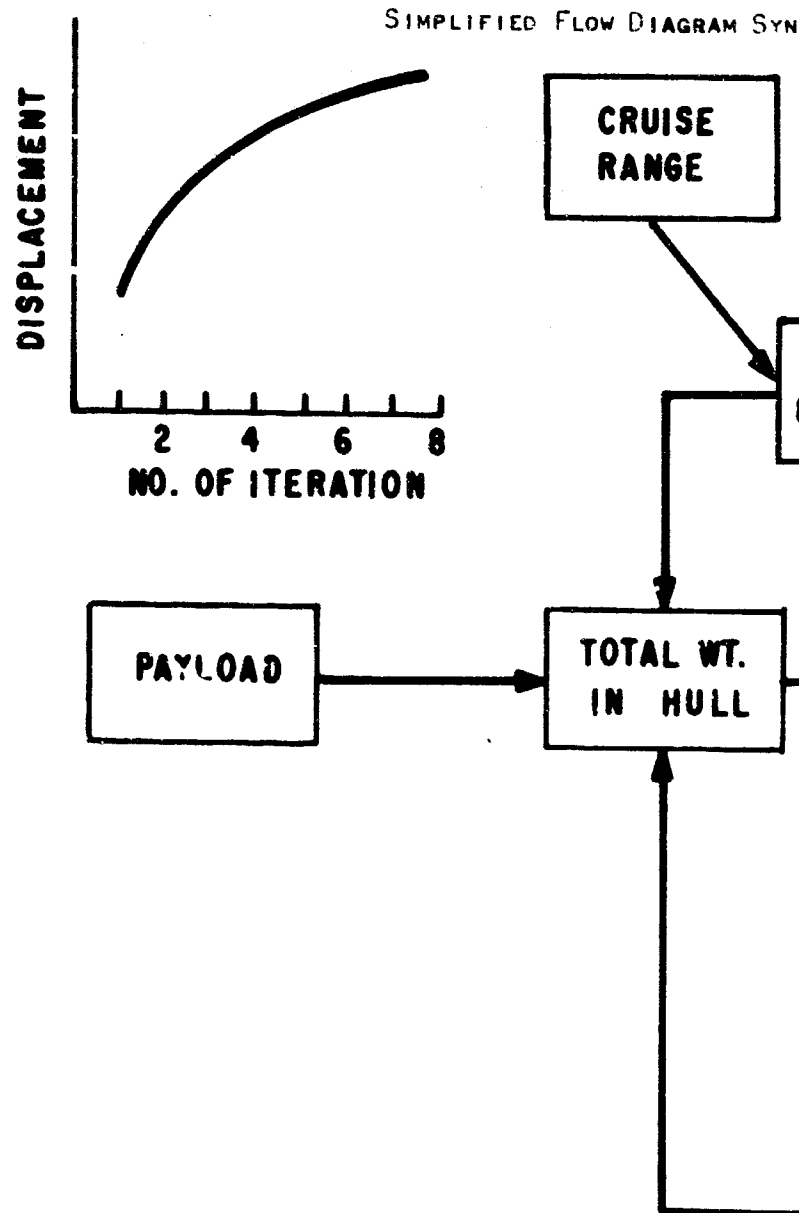 SIMPLIFIED FLOW DIAGRAM SYN
DISPLACEMENT
2 4 6 8
NO. OF ITERATION
CRUISE
RANGE
PAYLOAD
TOTAL WT.
IN HULL